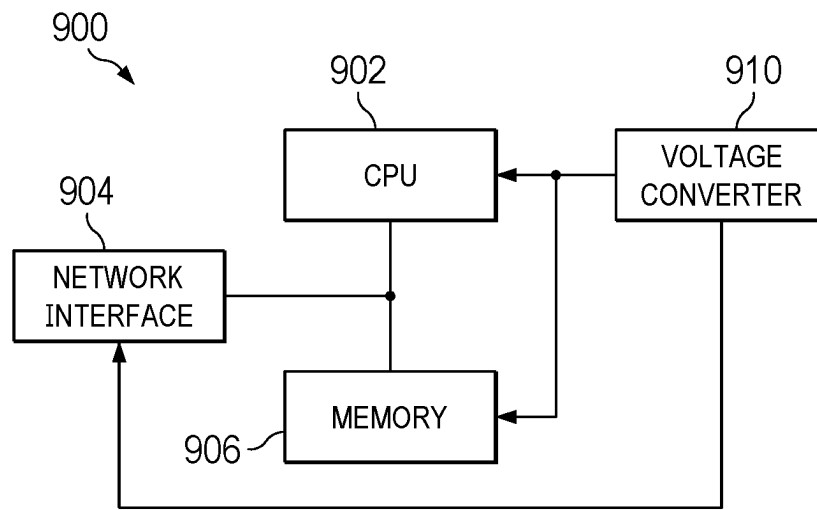 900
902
910
CPU
VOLTAGE
CONVERTER
904
NETWORK
INTERFACE
MEMORY
906